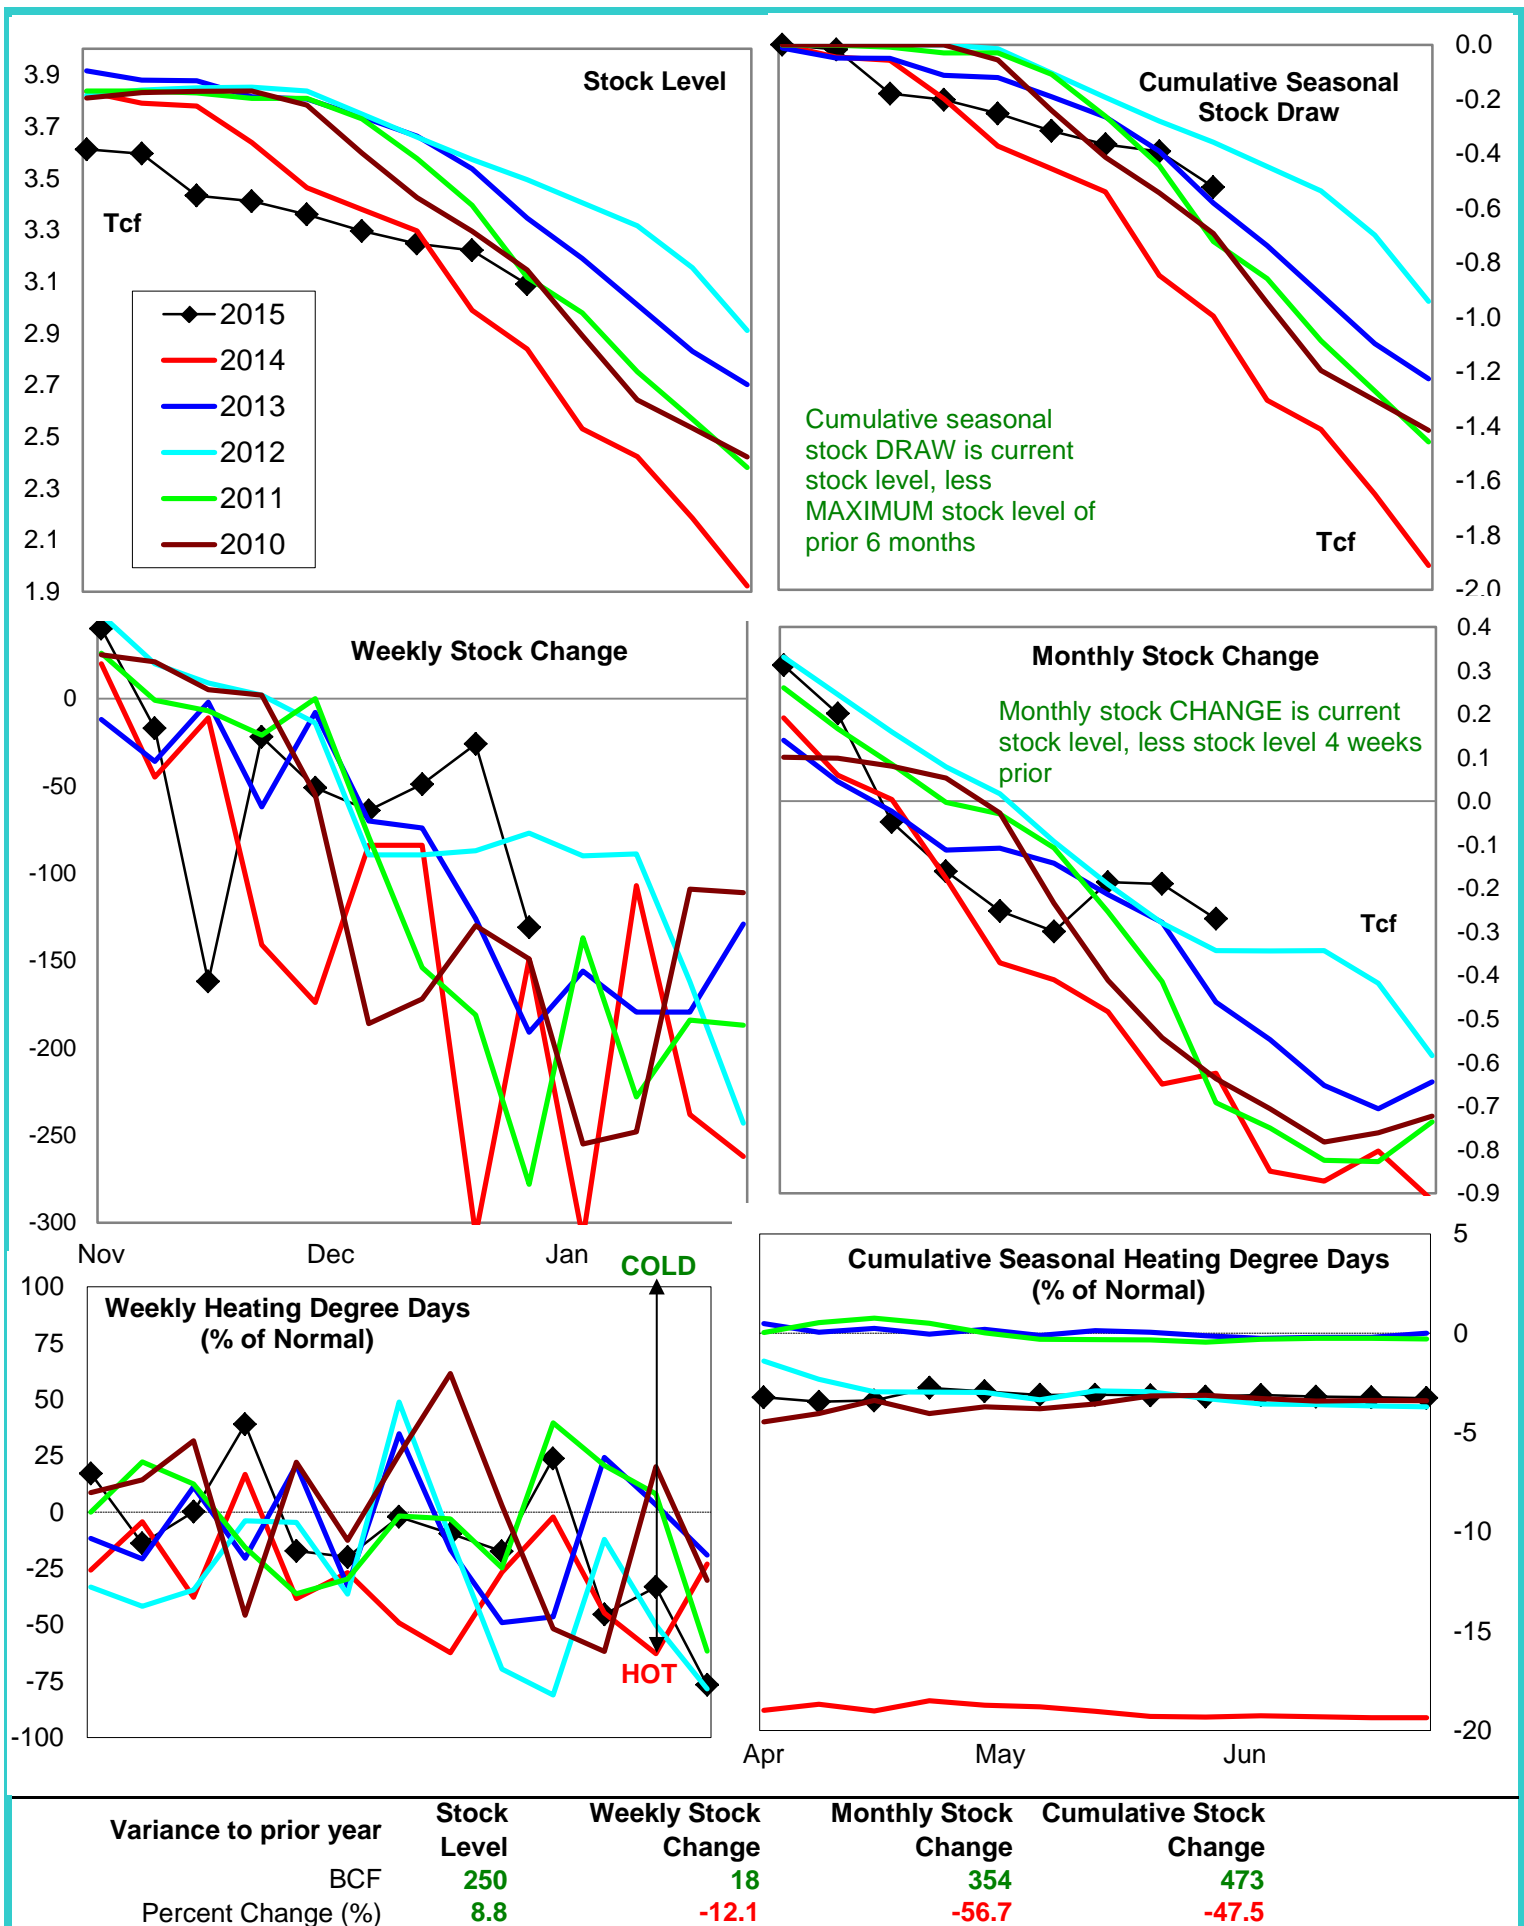 Stock Level
3.9
3.7
3.5
3.3
3.1
2.9
2.7
2.5
2.3
2.1
1.9
Tcf
2015
2014
2013
2012
2011
2010
Cumulative Seasonal
Stock Draw
0.0
-0.2
-0.4
-0.6
-0.8
-1.0
-1.2
-1.4
-1.6
-1.8
-2.0
Cumulative seasonal
stock DRAW is current
stock level, less
MAXIMUM stock level of
prior 6 months
Tcf
Weekly Stock Change
0
-50
-100
-150
-200
-250
-300
Nov Dec Jan
Monthly Stock Change
Monthly stock CHANGE is current
stock level, less stock level 4 weeks
prior
Tcf
0.4
0.3
0.2
0.1
0.0
-0.1
-0.2
-0.3
-0.4
-0.5
-0.6
-0.7
-0.8
-0.9
COLD
Weekly Heating Degree Days
(% of Normal)
100
75
50
25
0
-25
-50
-75
-100
HOT
Cumulative Seasonal Heating Degree Days
(% of Normal)
5
0
-5
-10
-15
-20
Apr May Jun
Variance to prior year
Stock
Level
Weekly Stock
Change
Monthly Stock
Change
Cumulative Stock
Change
BCF 250 18 354 473
Percent Change (%) 8.8 -12.1 -56.7 -47.5